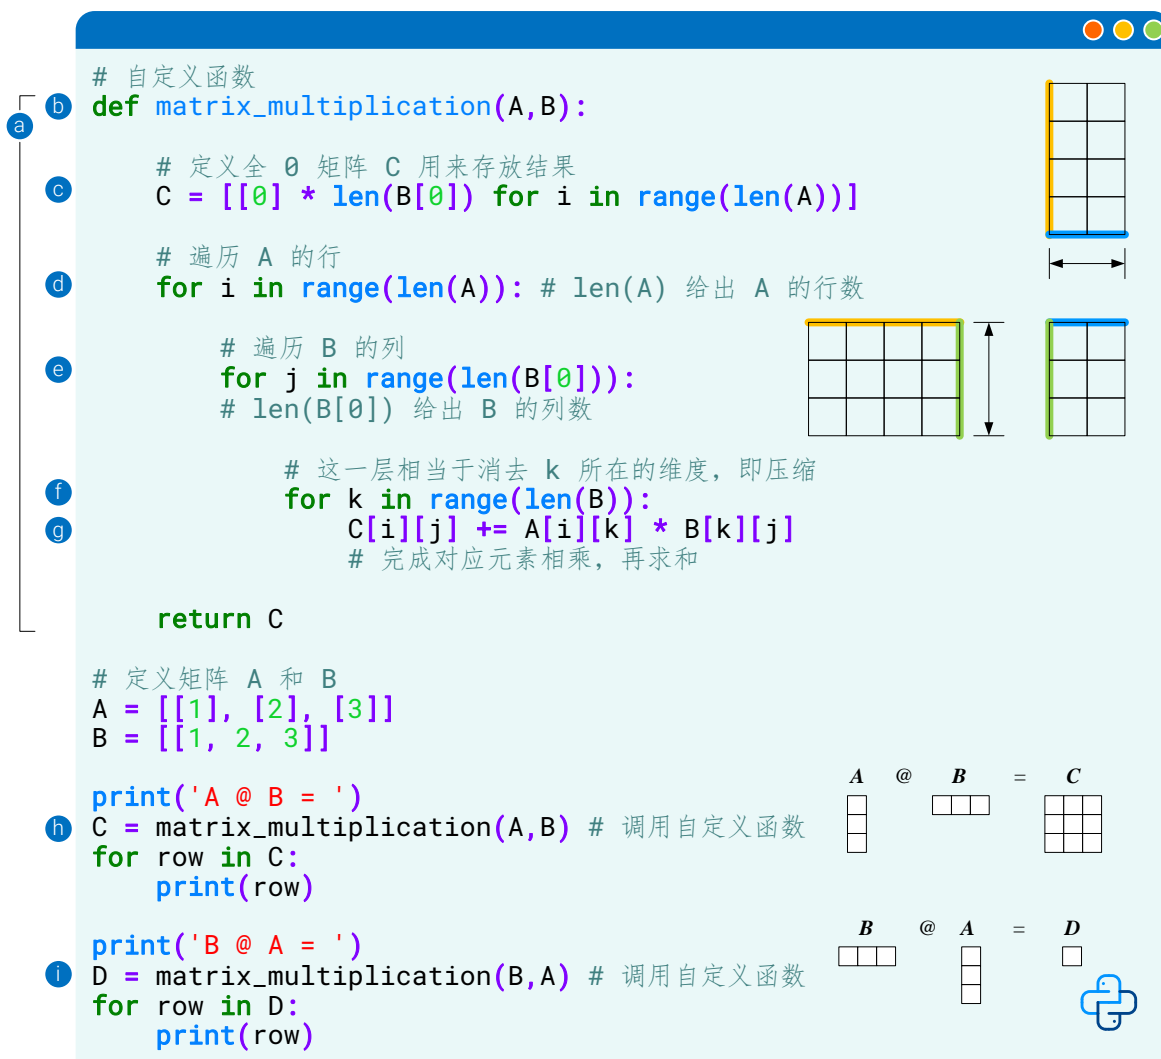 # 自定义函数
a
b def matrix_multiplication(A,B):
# 定义全 0 矩阵 C 用来存放结果
c C = [[0] * len(B[0]) for i in range(len(A))]
# 遍历 A 的行
d for i in range(len(A)): # len(A) 给出 A 的行数
# 遍历 B 的列
e for j in range(len(B[0])):
# len(B[0]) 给出 B 的列数
# 这一层相当于消去 k 所在的维度，即压缩
f for k in range(len(B)):
g C[i][j] += A[i][k] * B[k][j]
# 完成对应元素相乘，再求和
return C
# 定义矩阵 A 和 B
A = [[1], [2], [3]]
B = [[1, 2, 3]]
A @ B = C
print('A @ B = ')
h C = matrix_multiplication(A,B) # 调用自定义函数
for row in C:
print(row)
B @ A = D
print('B @ A = ')
i D = matrix_multiplication(B,A) # 调用自定义函数
for row in D:
print(row)